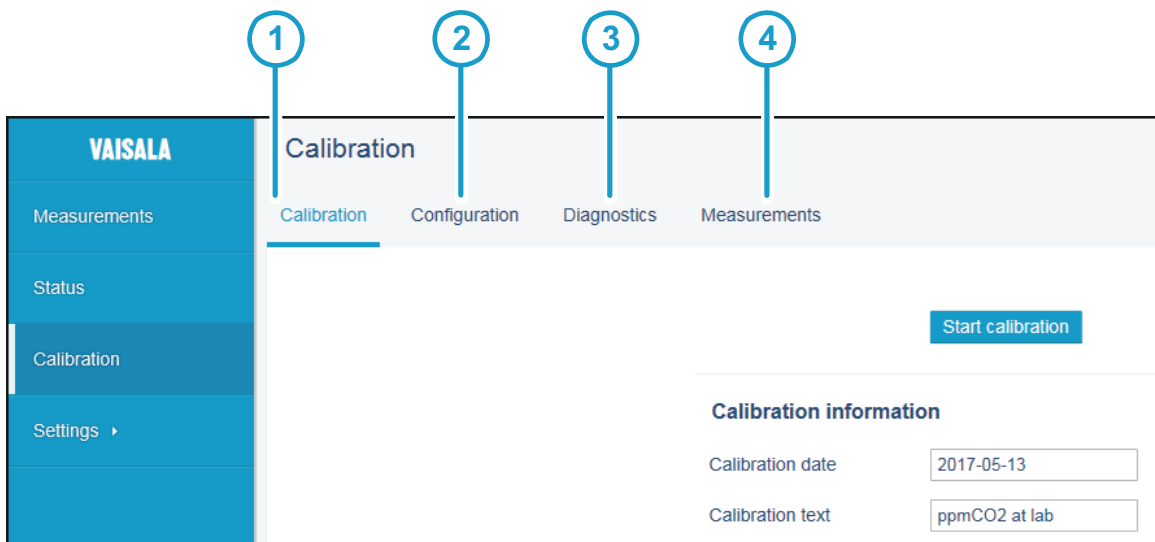 1 2 3 4
VAISALA
Calibration
Measurements
Calibration Configuration Diagnostics Measurements
Status
Start calibration
Calibration
Calibration information
Settings
Calibration date 2017-05-13
Calibration text ppmCO2 at lab